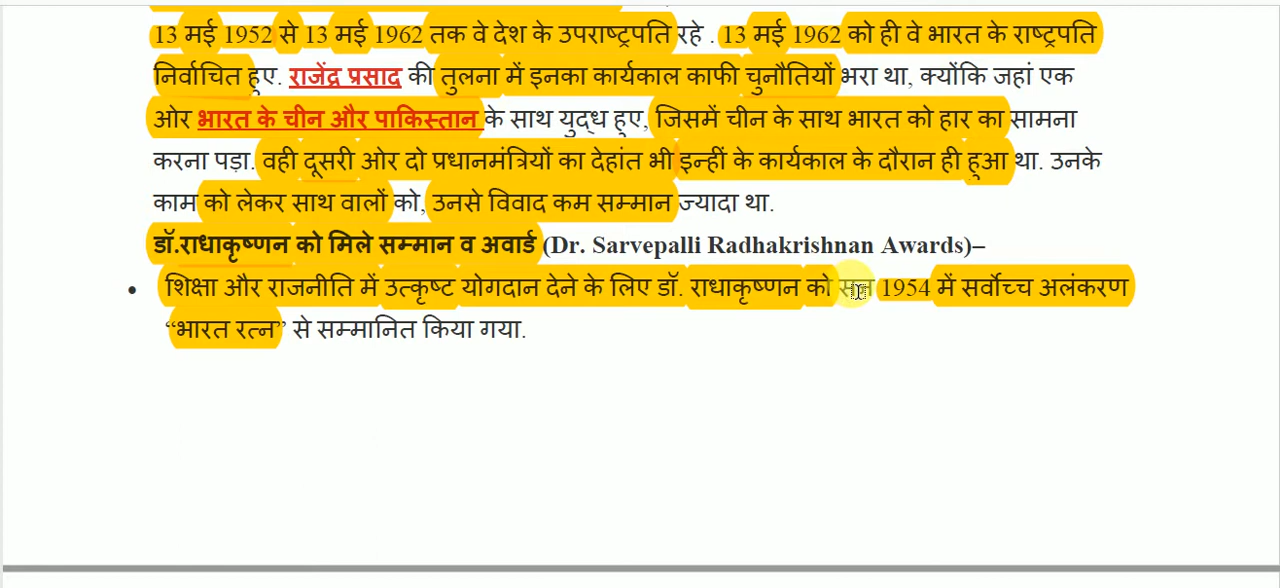 13 मई 1952 से 13 मई 1962 तक वे देश के उपराष्ट्रपति रहे . 13 मई 1962 को ही वे भारत के राष्ट्रपति
निर्वाचित हुए. राजेंद्र प्रसाद की तुलना में इनका कार्यकाल काफी चुनौतियों भरा था, क्योंकि जहां एक
ओर भारत के चीन और पाकिस्तान के साथ युद्ध हुए, जिसमें चीन के साथ भारत को हार का सामना
करना पड़ा. वही दूसरी ओर दो प्रधानमंत्रियों का देहांत भी इन्हीं के कार्यकाल के दौरान ही हुआ था. उनके
काम को लेकर साथ वालों को, उनसे विवाद कम सम्मान ज्यादा था.
डॉ.राधाकृष्णन को मिले सम्मान व अवार्ड (Dr. Sarvepalli Radhakrishnan Awards)–
• शिक्षा और राजनीति में उत्कृष्ट योगदान देने के लिए डॉ. राधाकृष्णन को सन 1954 में सर्वोच्च अलंकरण
“भारत रत्न” से सम्मानित किया गया.